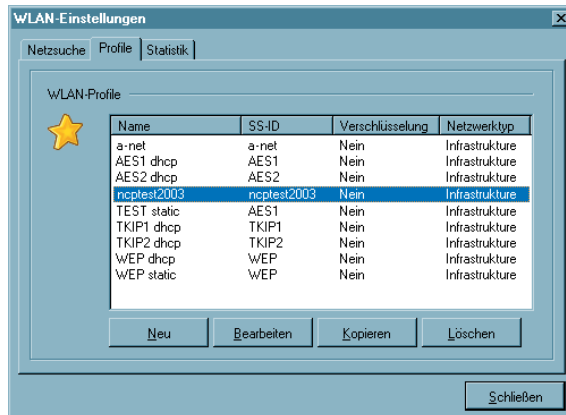 WLAN-Einstellungen
Netzsuche Profile Statistik
WLAN-Profile
Name SS-ID Verschlüsselung Netzwerktyp
a-net a-net Nein Infrastrukture
AES1 dhcp AES1 Nein Infrastrukture
AES2 dhcp AES2 Nein Infrastrukture
ncptest2003 ncptest2003 Nein Infrastrukture
TEST static AES1 Nein Infrastrukture
TKIP1 dhcp TKIP1 Nein Infrastrukture
TKIP2 dhcp TKIP2 Nein Infrastrukture
WEP dhcp WEP Nein Infrastrukture
WEP static WEP Nein Infrastrukture
Neu Bearbeiten Kopieren Löschen
Schließen